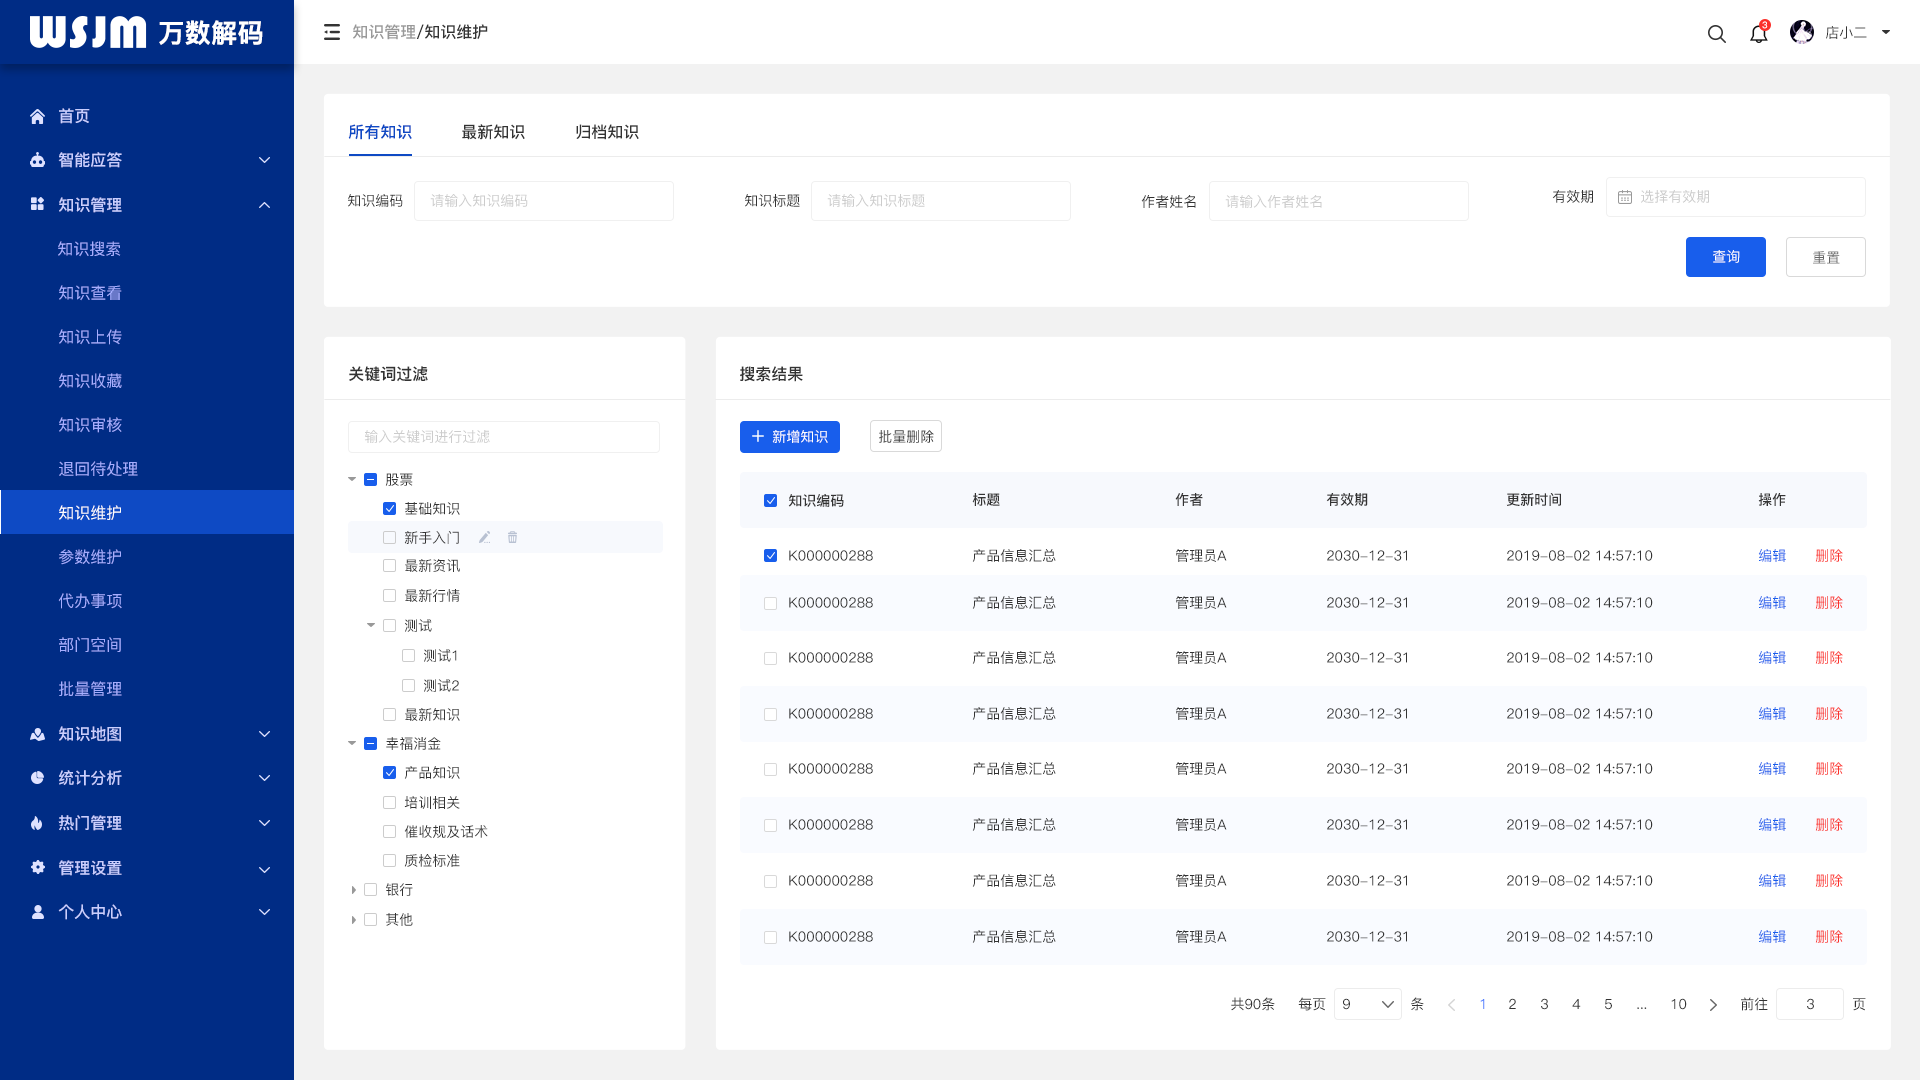 WSJM 万数解码
知识管理/知识维护
3
店小二
首页
智能应答
知识管理
知识搜索
知识查看
知识上传
知识收藏
知识审核
退回待处理
知识维护
参数维护
代办事项
部门空间
批量管理
知识地图
统计分析
热门管理
管理设置
个人中心
所有知识 最新知识 归档知识
知识编码 请输入知识编码 知识标题 请输入知识标题 作者姓名 请输入作者姓名 有效期 选择有效期
查询 重置
关键词过滤
输入关键词进行过滤
股票
基础知识
新手入门
最新资讯
最新行情
测试
测试1
测试2
最新知识
幸福消金
产品知识
培训相关
催收规及话术
质检标准
银行
其他
搜索结果
新增知识 批量删除
知识编码 标题 作者 有效期 更新时间 操作
K000000288 产品信息汇总 管理员A 2030-12-31 2019-08-02 14:57:10 编辑 删除
K000000288 产品信息汇总 管理员A 2030-12-31 2019-08-02 14:57:10 编辑 删除
K000000288 产品信息汇总 管理员A 2030-12-31 2019-08-02 14:57:10 编辑 删除
K000000288 产品信息汇总 管理员A 2030-12-31 2019-08-02 14:57:10 编辑 删除
K000000288 产品信息汇总 管理员A 2030-12-31 2019-08-02 14:57:10 编辑 删除
K000000288 产品信息汇总 管理员A 2030-12-31 2019-08-02 14:57:10 编辑 删除
K000000288 产品信息汇总 管理员A 2030-12-31 2019-08-02 14:57:10 编辑 删除
K000000288 产品信息汇总 管理员A 2030-12-31 2019-08-02 14:57:10 编辑 删除
共90条 每页 9 条 1 2 3 4 5 ... 10 前往 3 页